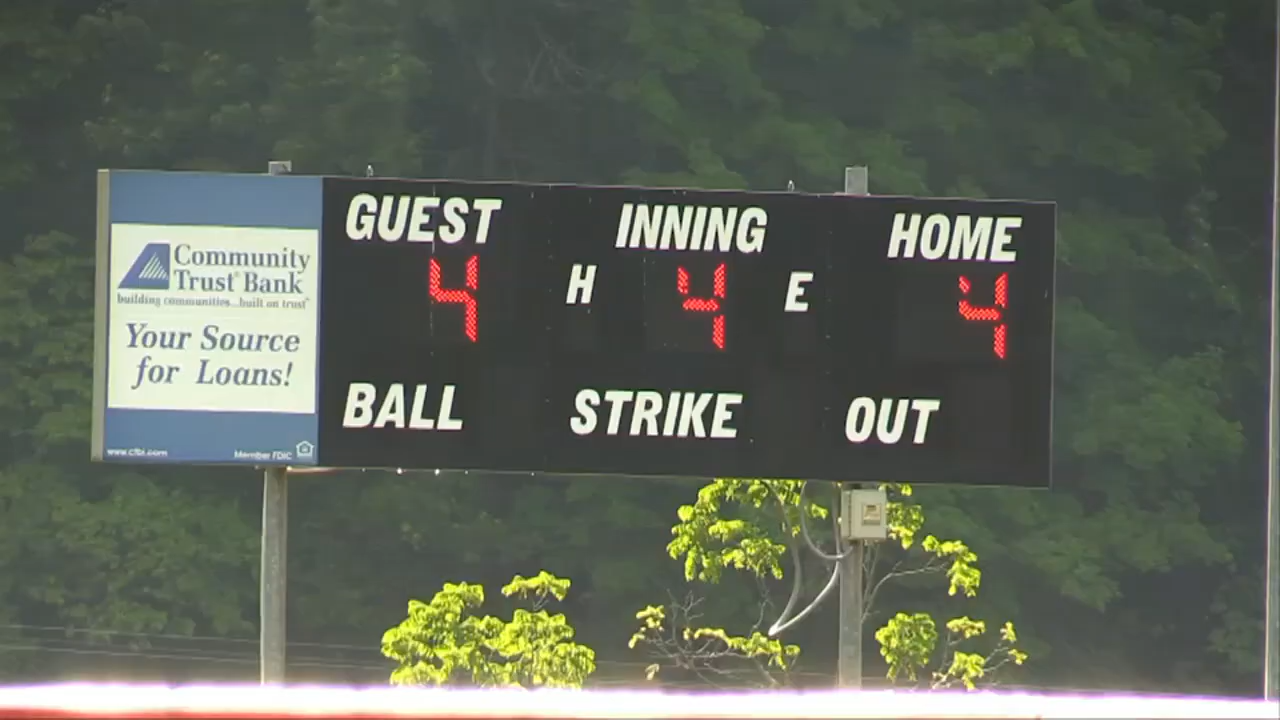 Community
Trust® Bank
building communities...built on trust℠
Your Source
for Loans!
www.ctbi.com
Member FDIC
GUEST
INNING
HOME
4
H
4
E
4
BALL
STRIKE
OUT